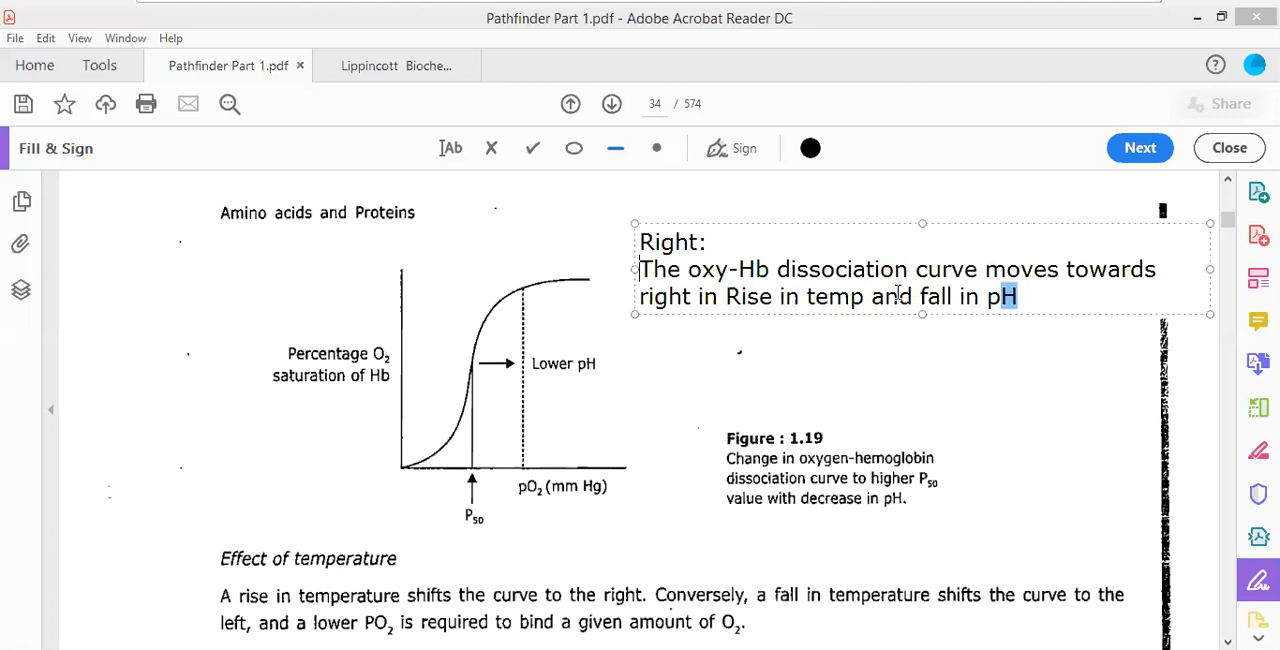 Pathfinder Part 1.pdf - Adobe Acrobat Reader DC
File Edit View Window Help
Home Tools Pathfinder Part 1.pdf × Lippincott Bioche...
34 / 574
Share
Fill & Sign
Ab
Sign
Next
Close
Amino acids and Proteins
Right:
The oxy-Hb dissociation curve moves towards
right in Rise in temp and fall in pH
Percentage O₂
saturation of Hb
Lower pH
pO₂ (mm Hg)
P₅₀
Figure : 1.19
Change in oxygen-hemoglobin
dissociation curve to higher P₅₀
value with decrease in pH.
Effect of temperature
A rise in temperature shifts the curve to the right. Conversely, a fall in temperature shifts the curve to the
left, and a lower PO₂ is required to bind a given amount of O₂.